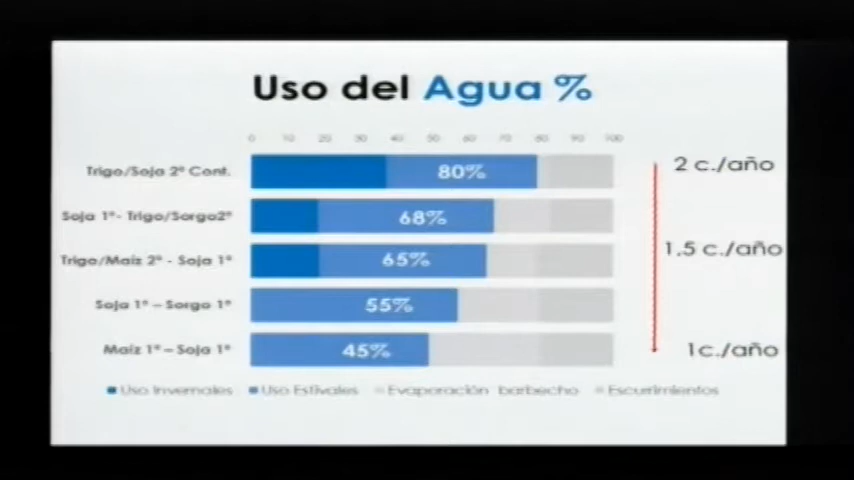 Uso del Agua %
0 10 20 30 40 50 60 70 80 90 100
Trigo/Soja 2º Cont. 80% 2 c./año
Soja 1º- Trigo/Sorgo2º 68%
Trigo/Maíz 2º - Soja 1º 65% 1.5 c./año
Soja 1º – Sorgo 1º 55%
Maíz 1º – Soja 1º 45% 1c./año
Uso Invernales Uso Estivales Evaporación barbecho Escurrimientos